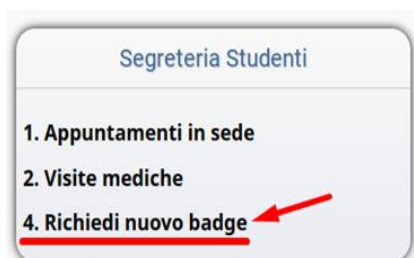 Segreteria Studenti
1. Appuntamenti in sede
2. Visite mediche
4. Richiedi nuovo badge